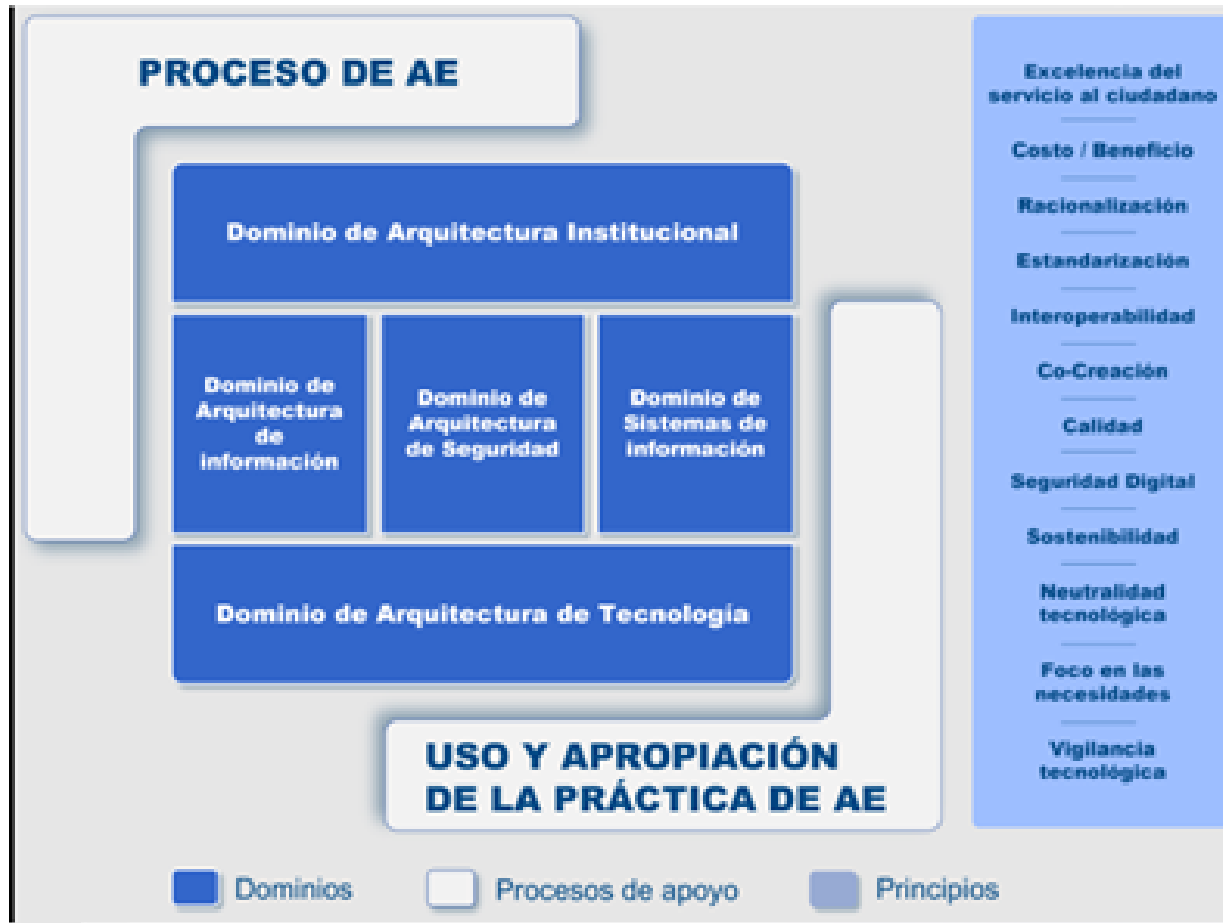 PROCESO DE AE
Dominio de Arquitectura Institucional
Dominio de
Arquitectura
de
información
Dominio de
Arquitectura
de Seguridad
Dominio de
Sistemas de
información
Dominio de Arquitectura de Tecnología
USO Y APROPIACIÓN
DE LA PRÁCTICA DE AE
Excelencia del
servicio al ciudadano
Costo / Beneficio
Racionalización
Estandarización
Interoperabilidad
Co-Creación
Calidad
Seguridad Digital
Sostenibilidad
Neutralidad
tecnológica
Foco en las
necesidades
Vigilancia
tecnológica
Dominios
Procesos de apoyo
Principios